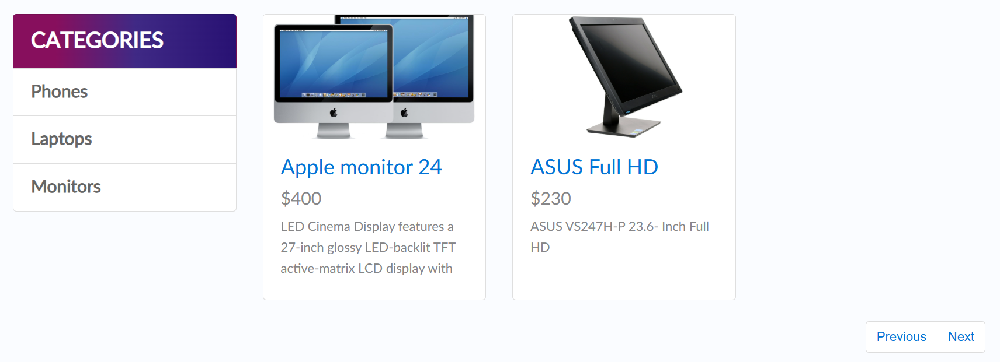 CATEGORIES
Phones
Laptops
Monitors
Apple monitor 24
$400
LED Cinema Display features a
27-inch glossy LED-backlit TFT
active-matrix LCD display with
ASUS Full HD
$230
ASUS VS247H-P 23.6- Inch Full
HD
Previous
Next